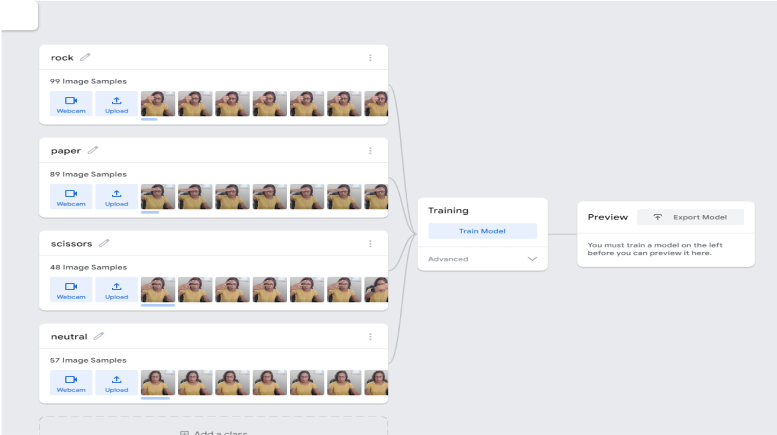 rock
99 Image Samples
Webcam
Upload
paper
89 Image Samples
Webcam
Upload
scissors
48 Image Samples
Webcam
Upload
neutral
57 Image Samples
Webcam
Upload
Add a class
Training
Train Model
Advanced
Preview
Export Model
You must train a model on the left
before you can preview it here.